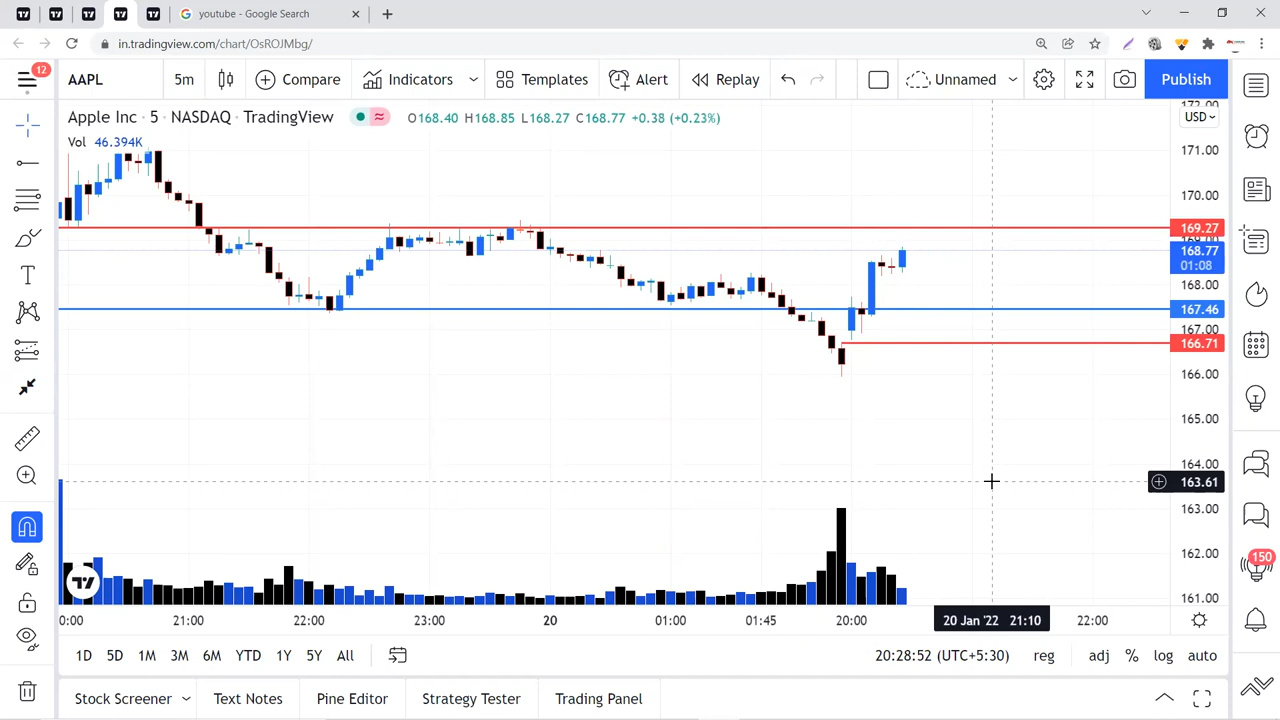 youtube - Google Search
in.tradingview.com/chart/OsROJMbg/
12
AAPL
5m
Compare
Indicators
Templates
Alert
Replay
Unnamed
Publish
Apple Inc · 5 · NASDAQ · TradingView
≈
O168.40 H168.85 L168.27 C168.77 +0.38 (+0.23%)
Vol 46.394K
USD
172.00
171.00
170.00
169.27
169.00
168.77
01:08
168.00
167.46
167.00
166.71
166.00
165.00
164.00
163.61
163.00
162.00
161.00
150
0:00
21:00
22:00
23:00
20
01:00
01:45
20:00
20 Jan '22 21:10
22:00
1D
5D
1M
3M
6M
YTD
1Y
5Y
All
20:28:52 (UTC+5:30)
reg
adj
%
log
auto
Stock Screener
Text Notes
Pine Editor
Strategy Tester
Trading Panel